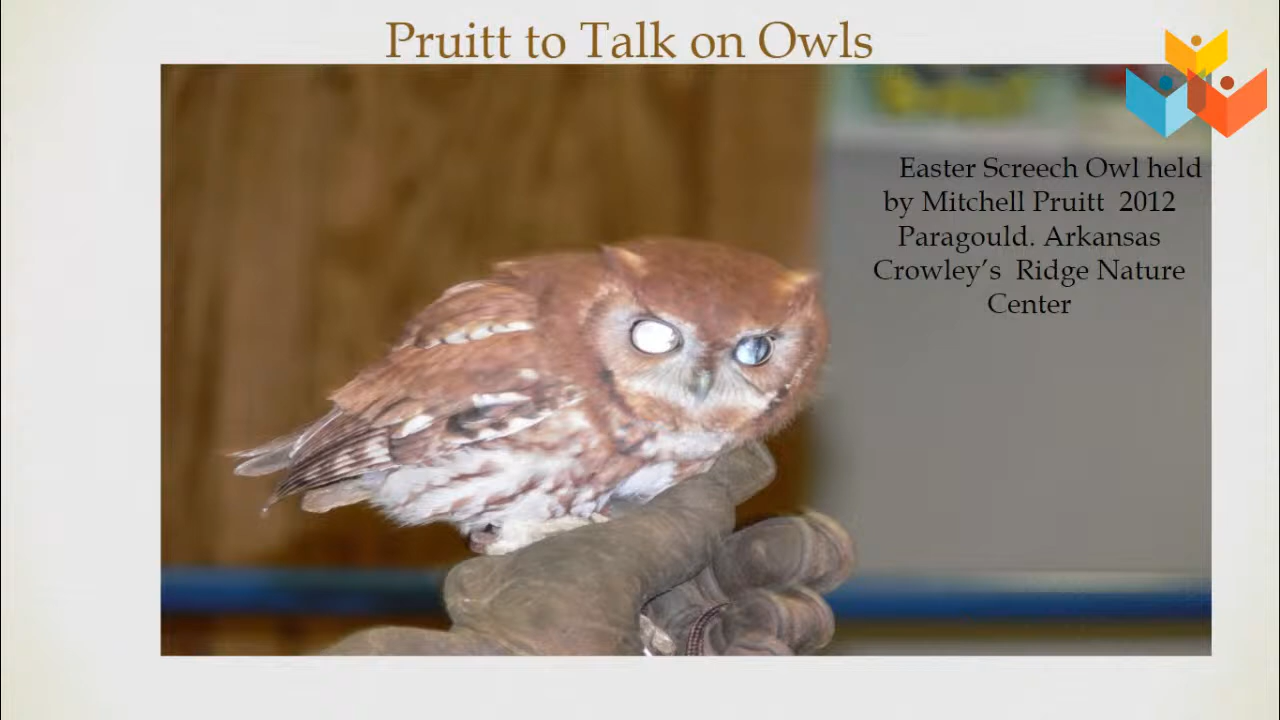 Pruitt to Talk on Owls
Easter Screech Owl held
by Mitchell Pruitt 2012
Paragould. Arkansas
Crowley’s Ridge Nature
Center